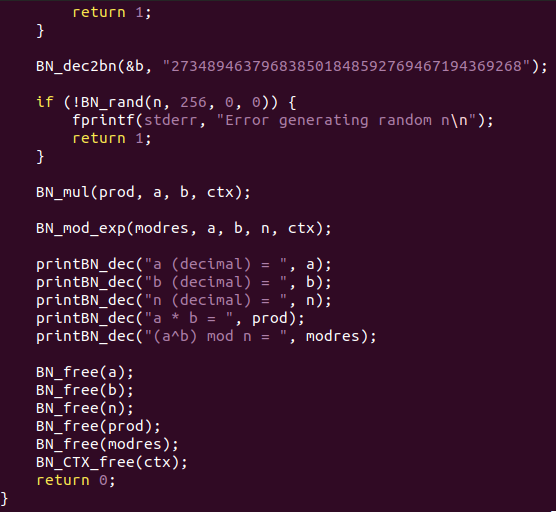 return 1;
    }

    BN_dec2bn(&b, "273489463796838501848592769467194369268");

    if (!BN_rand(n, 256, 0, 0)) {
        fprintf(stderr, "Error generating random n\n");
        return 1;
    }

    BN_mul(prod, a, b, ctx);

    BN_mod_exp(modres, a, b, n, ctx);

    printBN_dec("a (decimal) = ", a);
    printBN_dec("b (decimal) = ", b);
    printBN_dec("n (decimal) = ", n);
    printBN_dec("a * b = ", prod);
    printBN_dec("(a^b) mod n = ", modres);

    BN_free(a);
    BN_free(b);
    BN_free(n);
    BN_free(prod);
    BN_free(modres);
    BN_CTX_free(ctx);
    return 0;
}